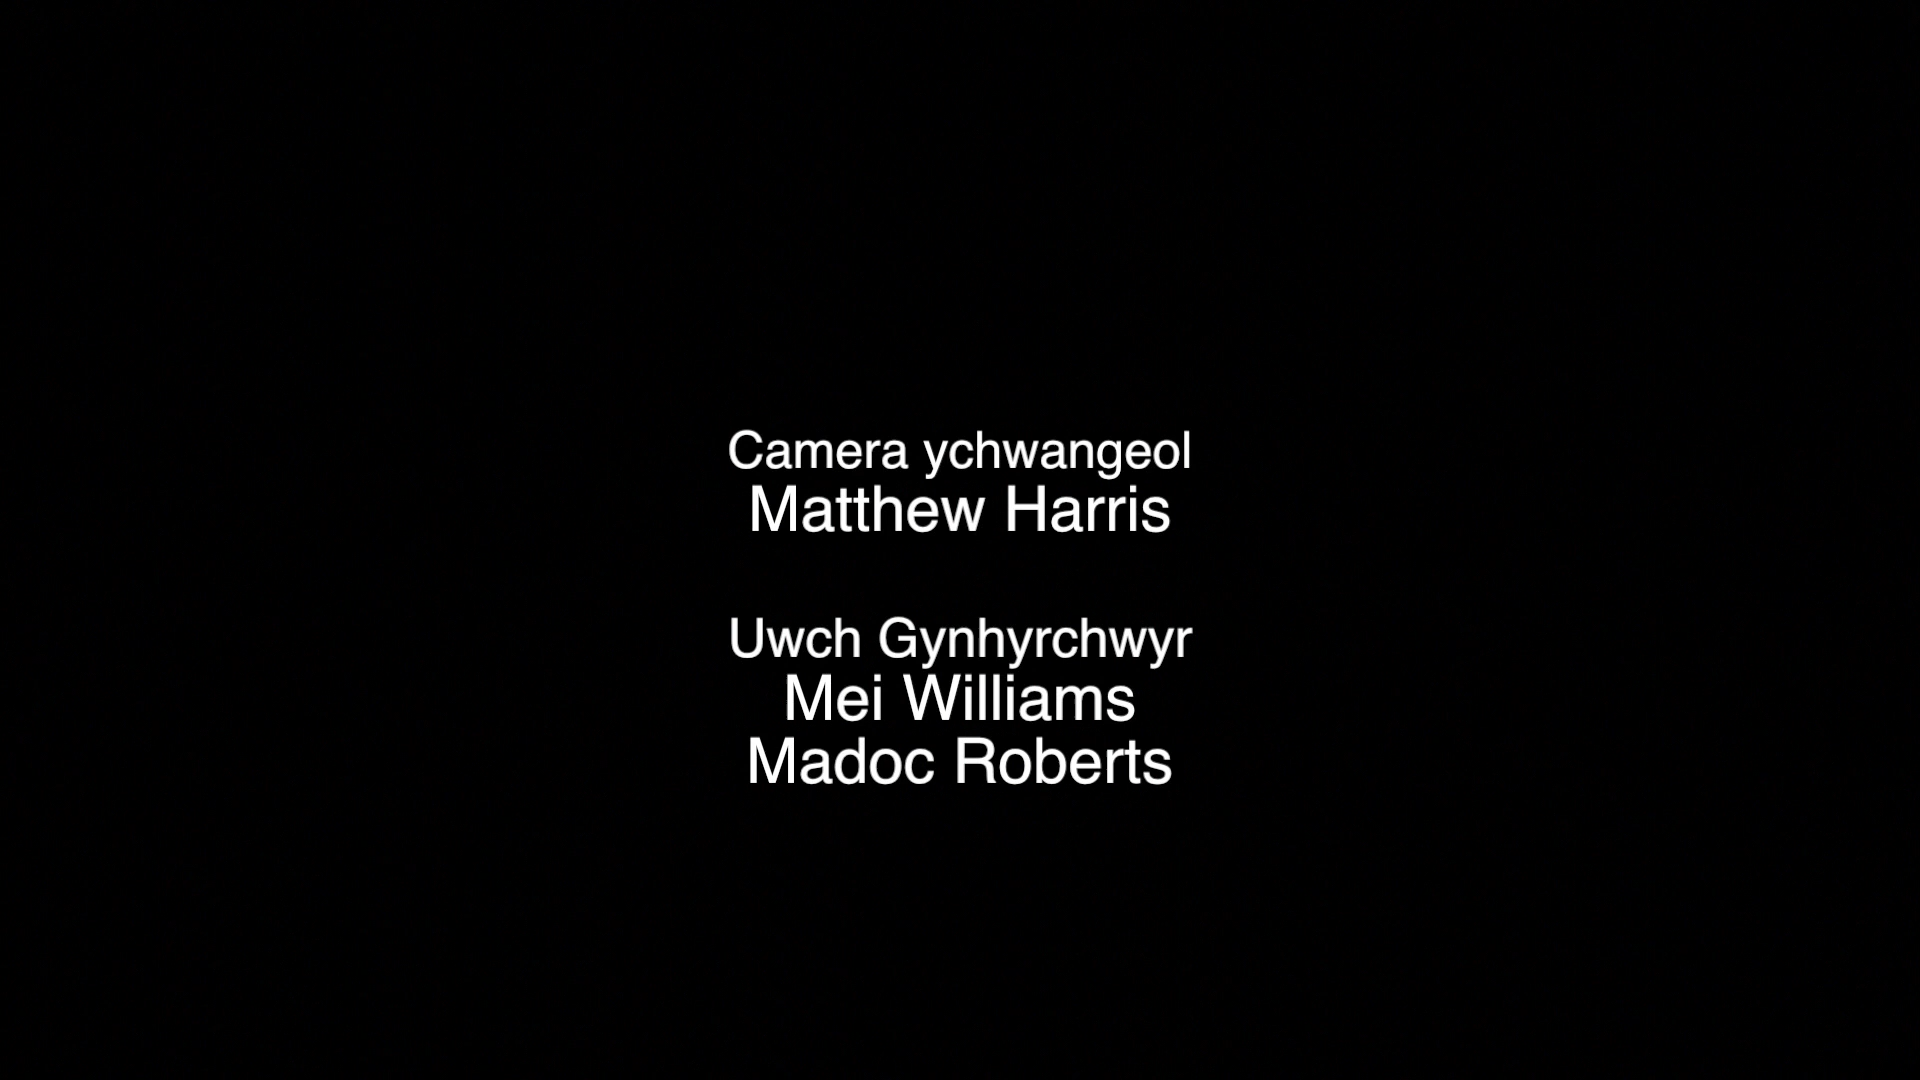 Camera ychwangeol
Matthew Harris
Uwch Gynhyrchwyr
Mei Williams
Madoc Roberts